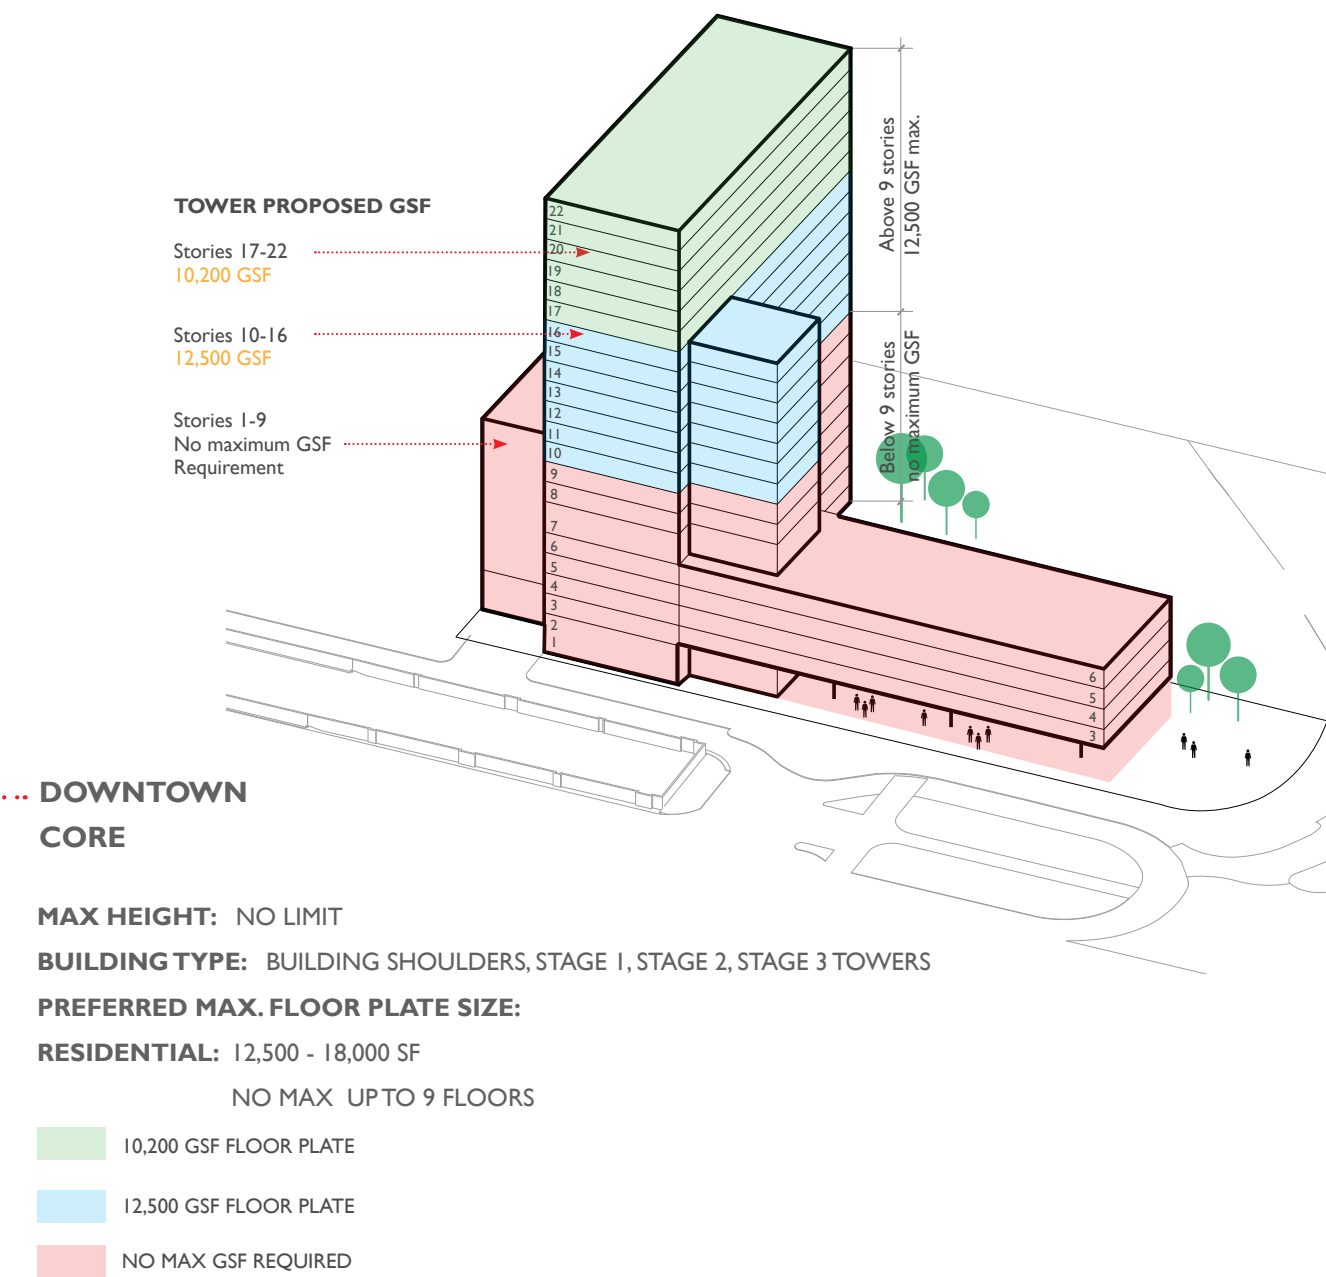 TOWER PROPOSED GSF
Stories 17-22
10,200 GSF
Stories 10-16
12,500 GSF
Stories 1-9
No maximum GSF
Requirement
22
21
20
19
18
17
16
15
14
13
12
11
10
9
8
7
6
5
4
3
2
1
Above 9 stories
12,500 GSF max.
Below 9 stories
no maximum GSF
6
5
4
3
DOWNTOWN
CORE
MAX HEIGHT: NO LIMIT
BUILDING TYPE: BUILDING SHOULDERS, STAGE 1, STAGE 2, STAGE 3 TOWERS
PREFERRED MAX. FLOOR PLATE SIZE:
RESIDENTIAL: 12,500 - 18,000 SF
NO MAX UP TO 9 FLOORS
10,200 GSF FLOOR PLATE
12,500 GSF FLOOR PLATE
NO MAX GSF REQUIRED